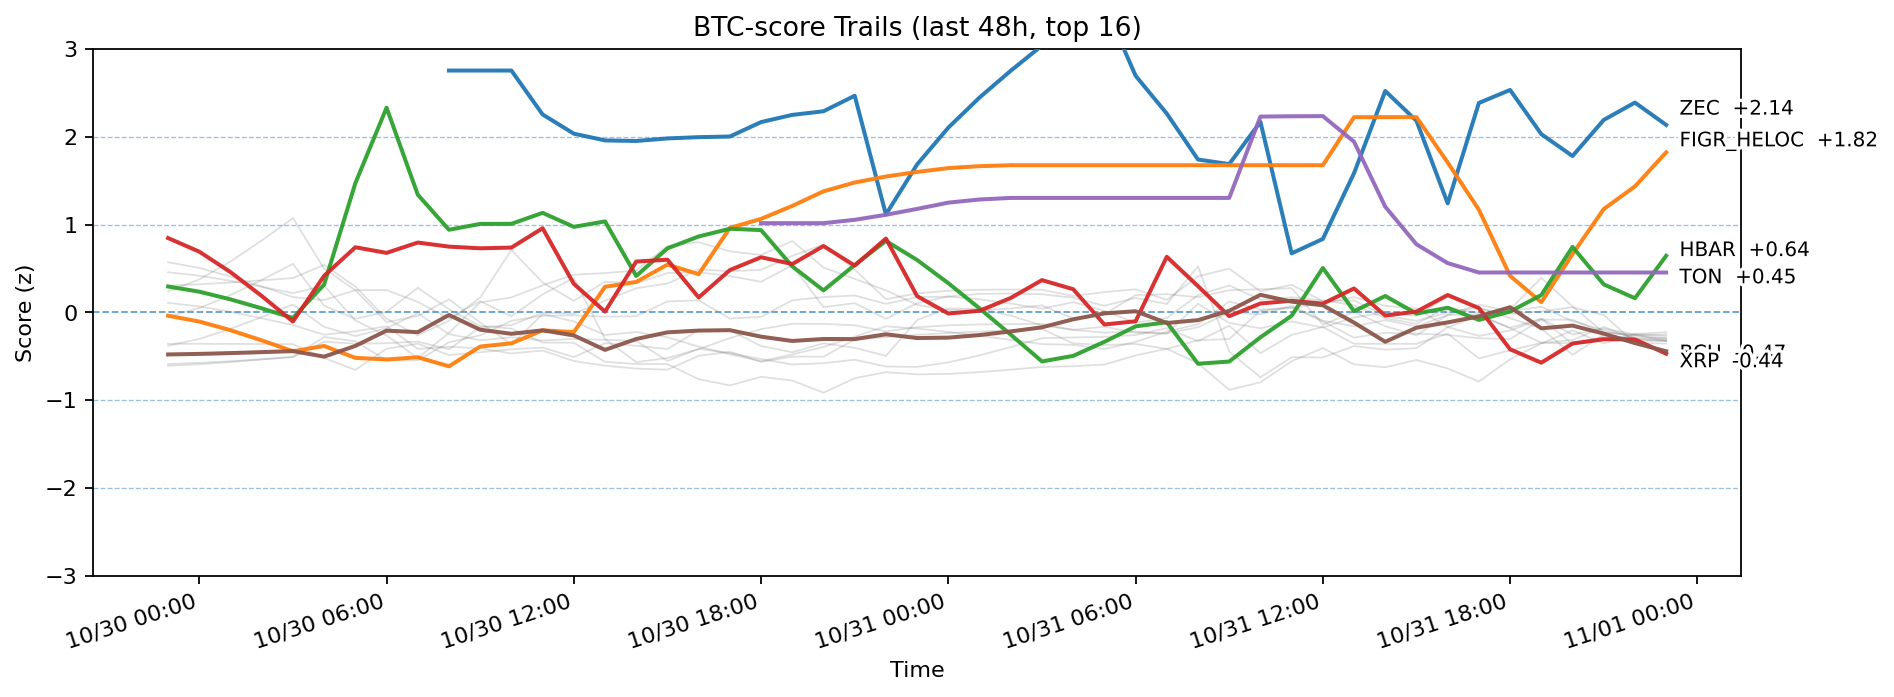 BTC-score Trails (last 48h, top 16)
Score (z)
3
2
1
0
−1
−2
−3
ZEC +2.14
FIGR_HELOC +1.82
HBAR +0.64
TON +0.45
XRP -0.44
10/30 00:00
10/30 06:00
10/30 12:00
10/30 18:00
10/31 00:00
10/31 06:00
10/31 12:00
10/31 18:00
11/01 00:00
Time